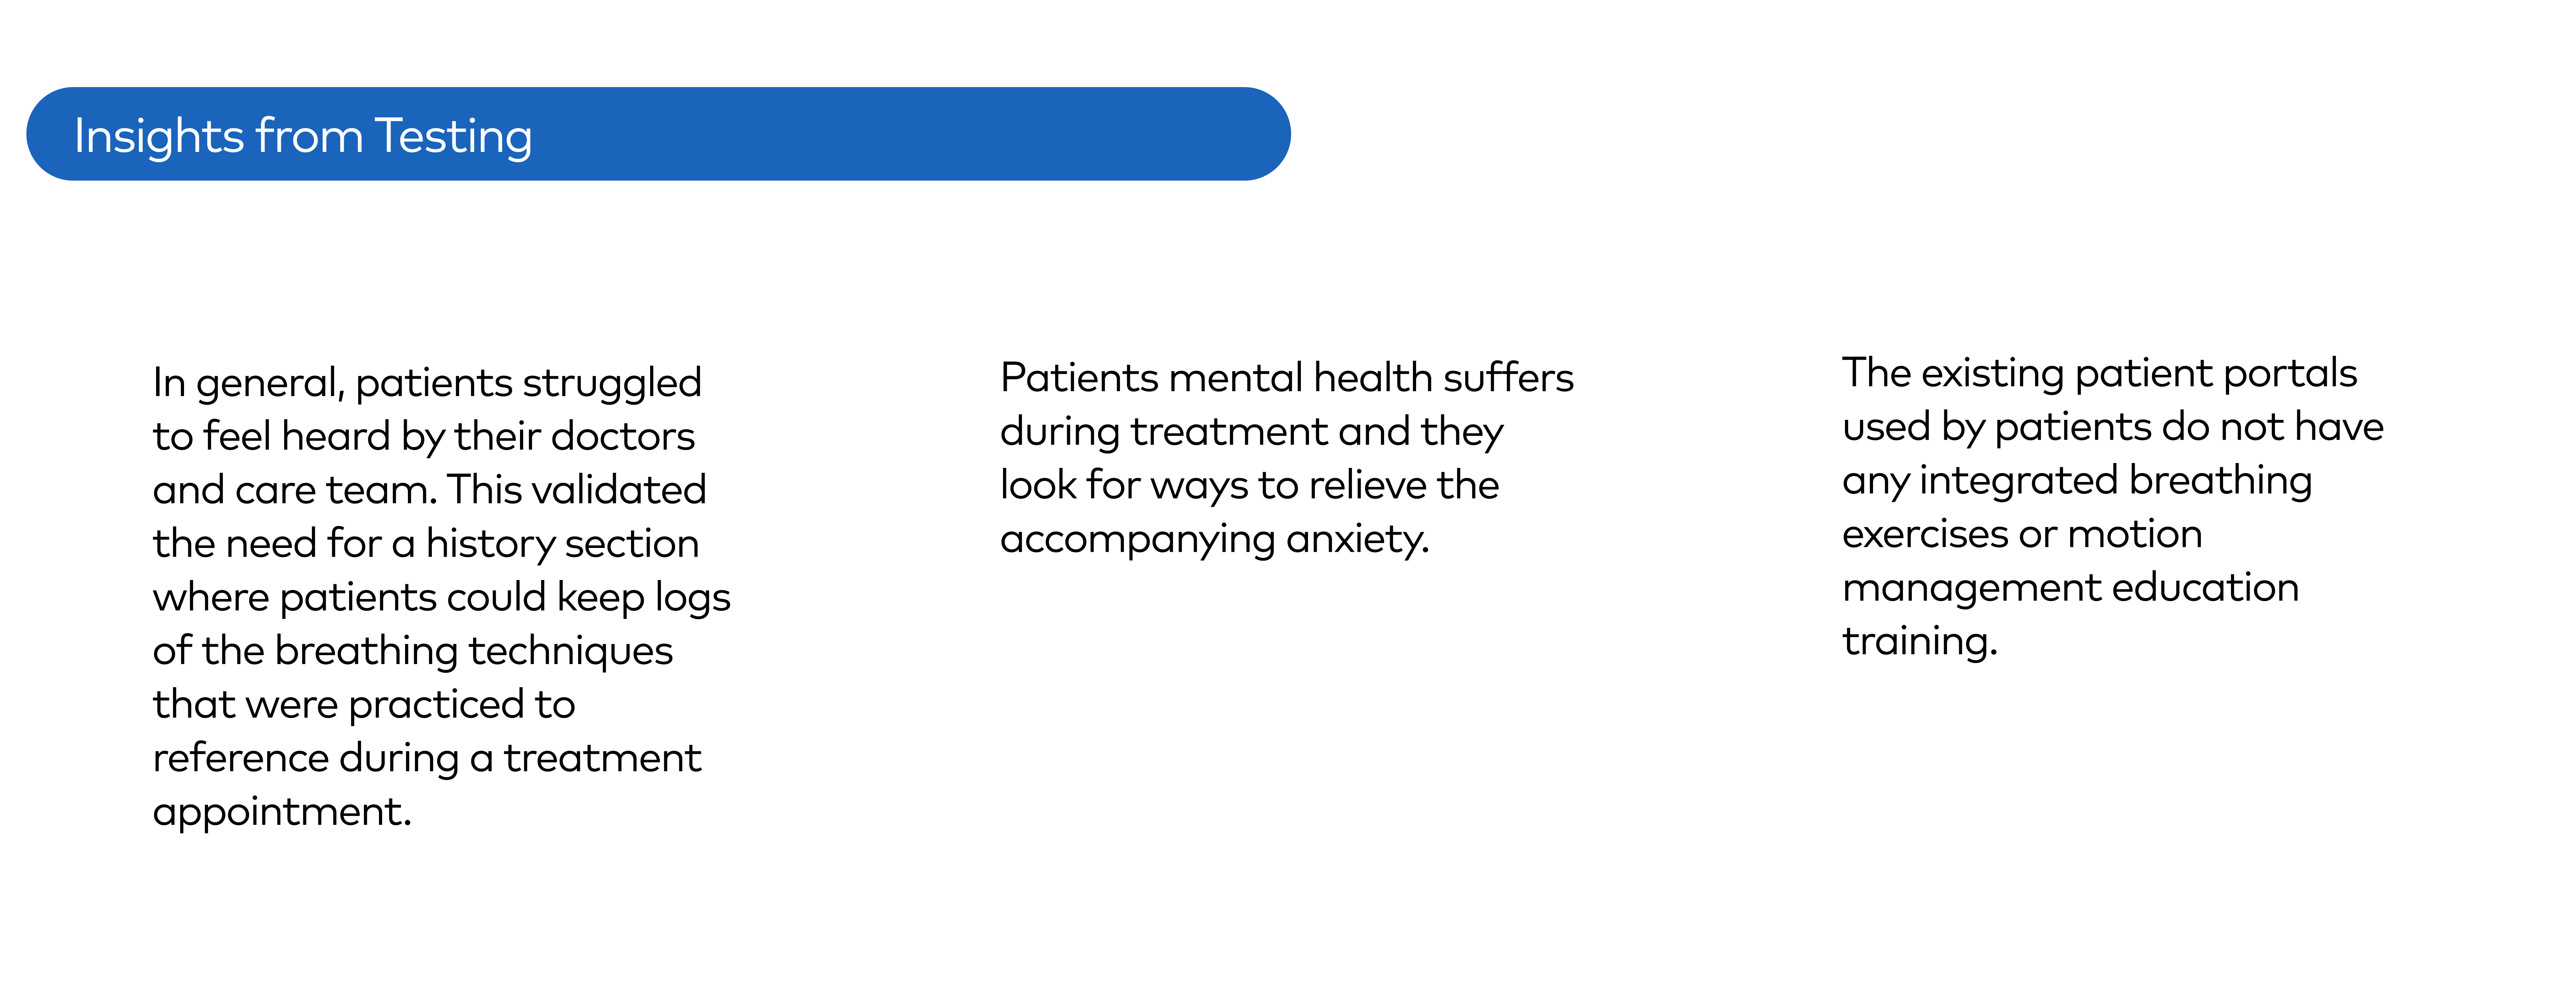 Insights from Testing
In general, patients struggled
to feel heard by their doctors
and care team. This validated
the need for a history section
where patients could keep logs
of the breathing techniques
that were practiced to
reference during a treatment
appointment.
Patients mental health suffers
during treatment and they
look for ways to relieve the
accompanying anxiety.
The existing patient portals
used by patients do not have
any integrated breathing
exercises or motion
management education
training.